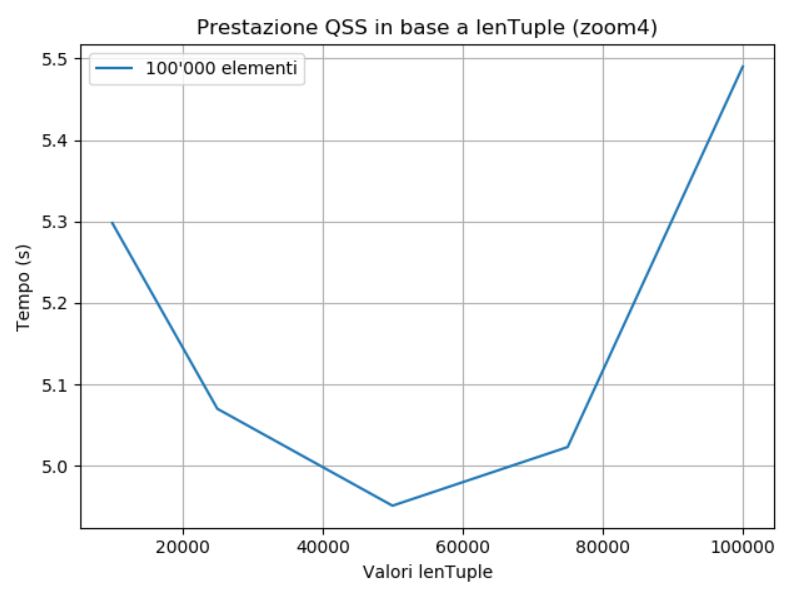 Prestazione QSS in base a lenTuple (zoom4)
100'000 elementi
5.5
5.4
5.3
5.2
5.1
5.0
Tempo (s)
20000 40000 60000 80000 100000
Valori lenTuple